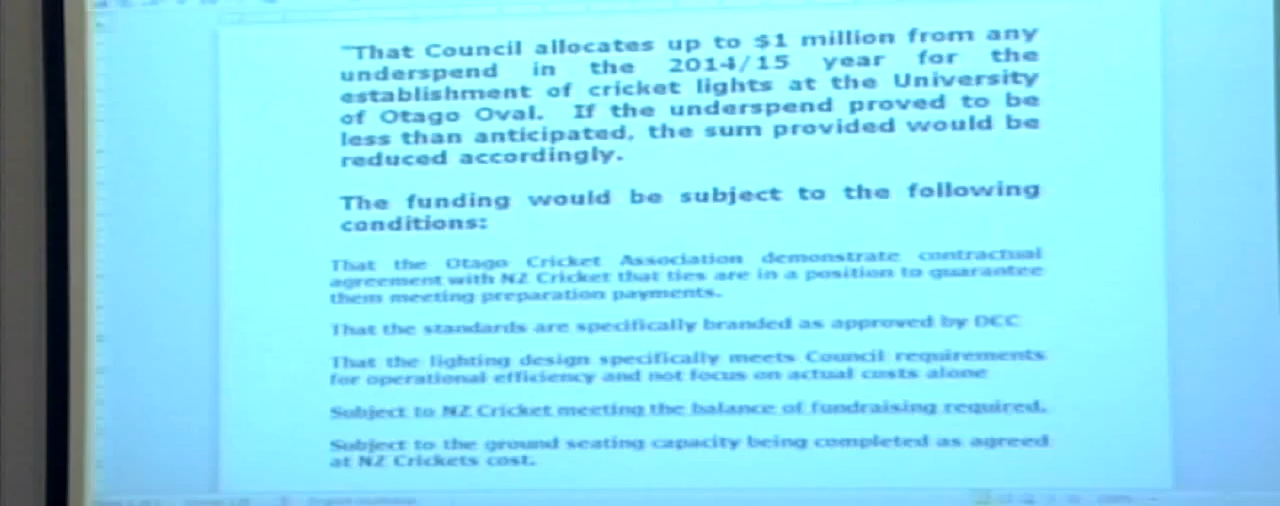 "That Council allocates up to $1 million from any
underspend in the 2014/15 year for the
establishment of cricket lights at the University
of Otago Oval. If the underspend proved to be
less than anticipated, the sum provided would be
reduced accordingly.
The funding would be subject to the following
conditions:
That the Otago Cricket Association demonstrate contractual
agreement with NZ Cricket that ties are in a position to guarantee
them meeting preparation payments.
That the standards are specifically branded as approved by DCC
That the lighting design specifically meets Council requirements
for operational efficiency and not focus on actual costs alone
Subject to NZ Cricket meeting the balance of fundraising required.
Subject to the ground seating capacity being completed as agreed
at NZ Crickets cost.